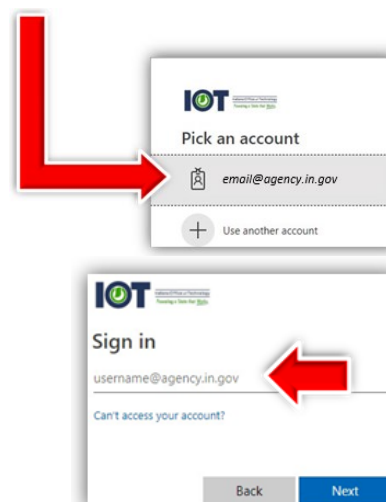 IOT
Pick an account
email@agency.in.gov
Use another account
IOT
Sign in
username@agency.in.gov
Can't access your account?
Back Next